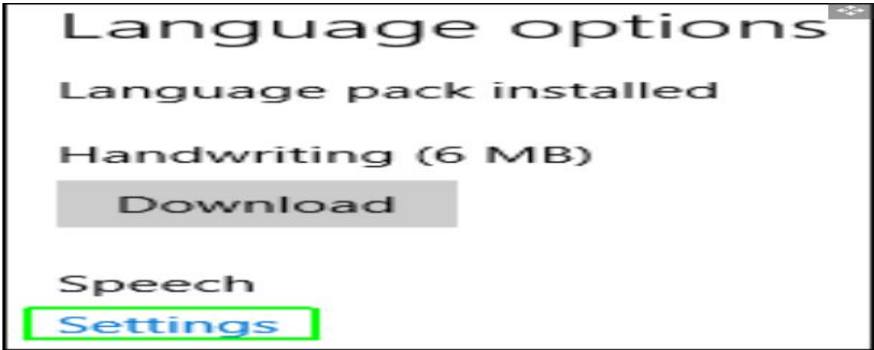 Language options
Language pack installed
Handwriting (6 MB)
Download
Speech
Settings